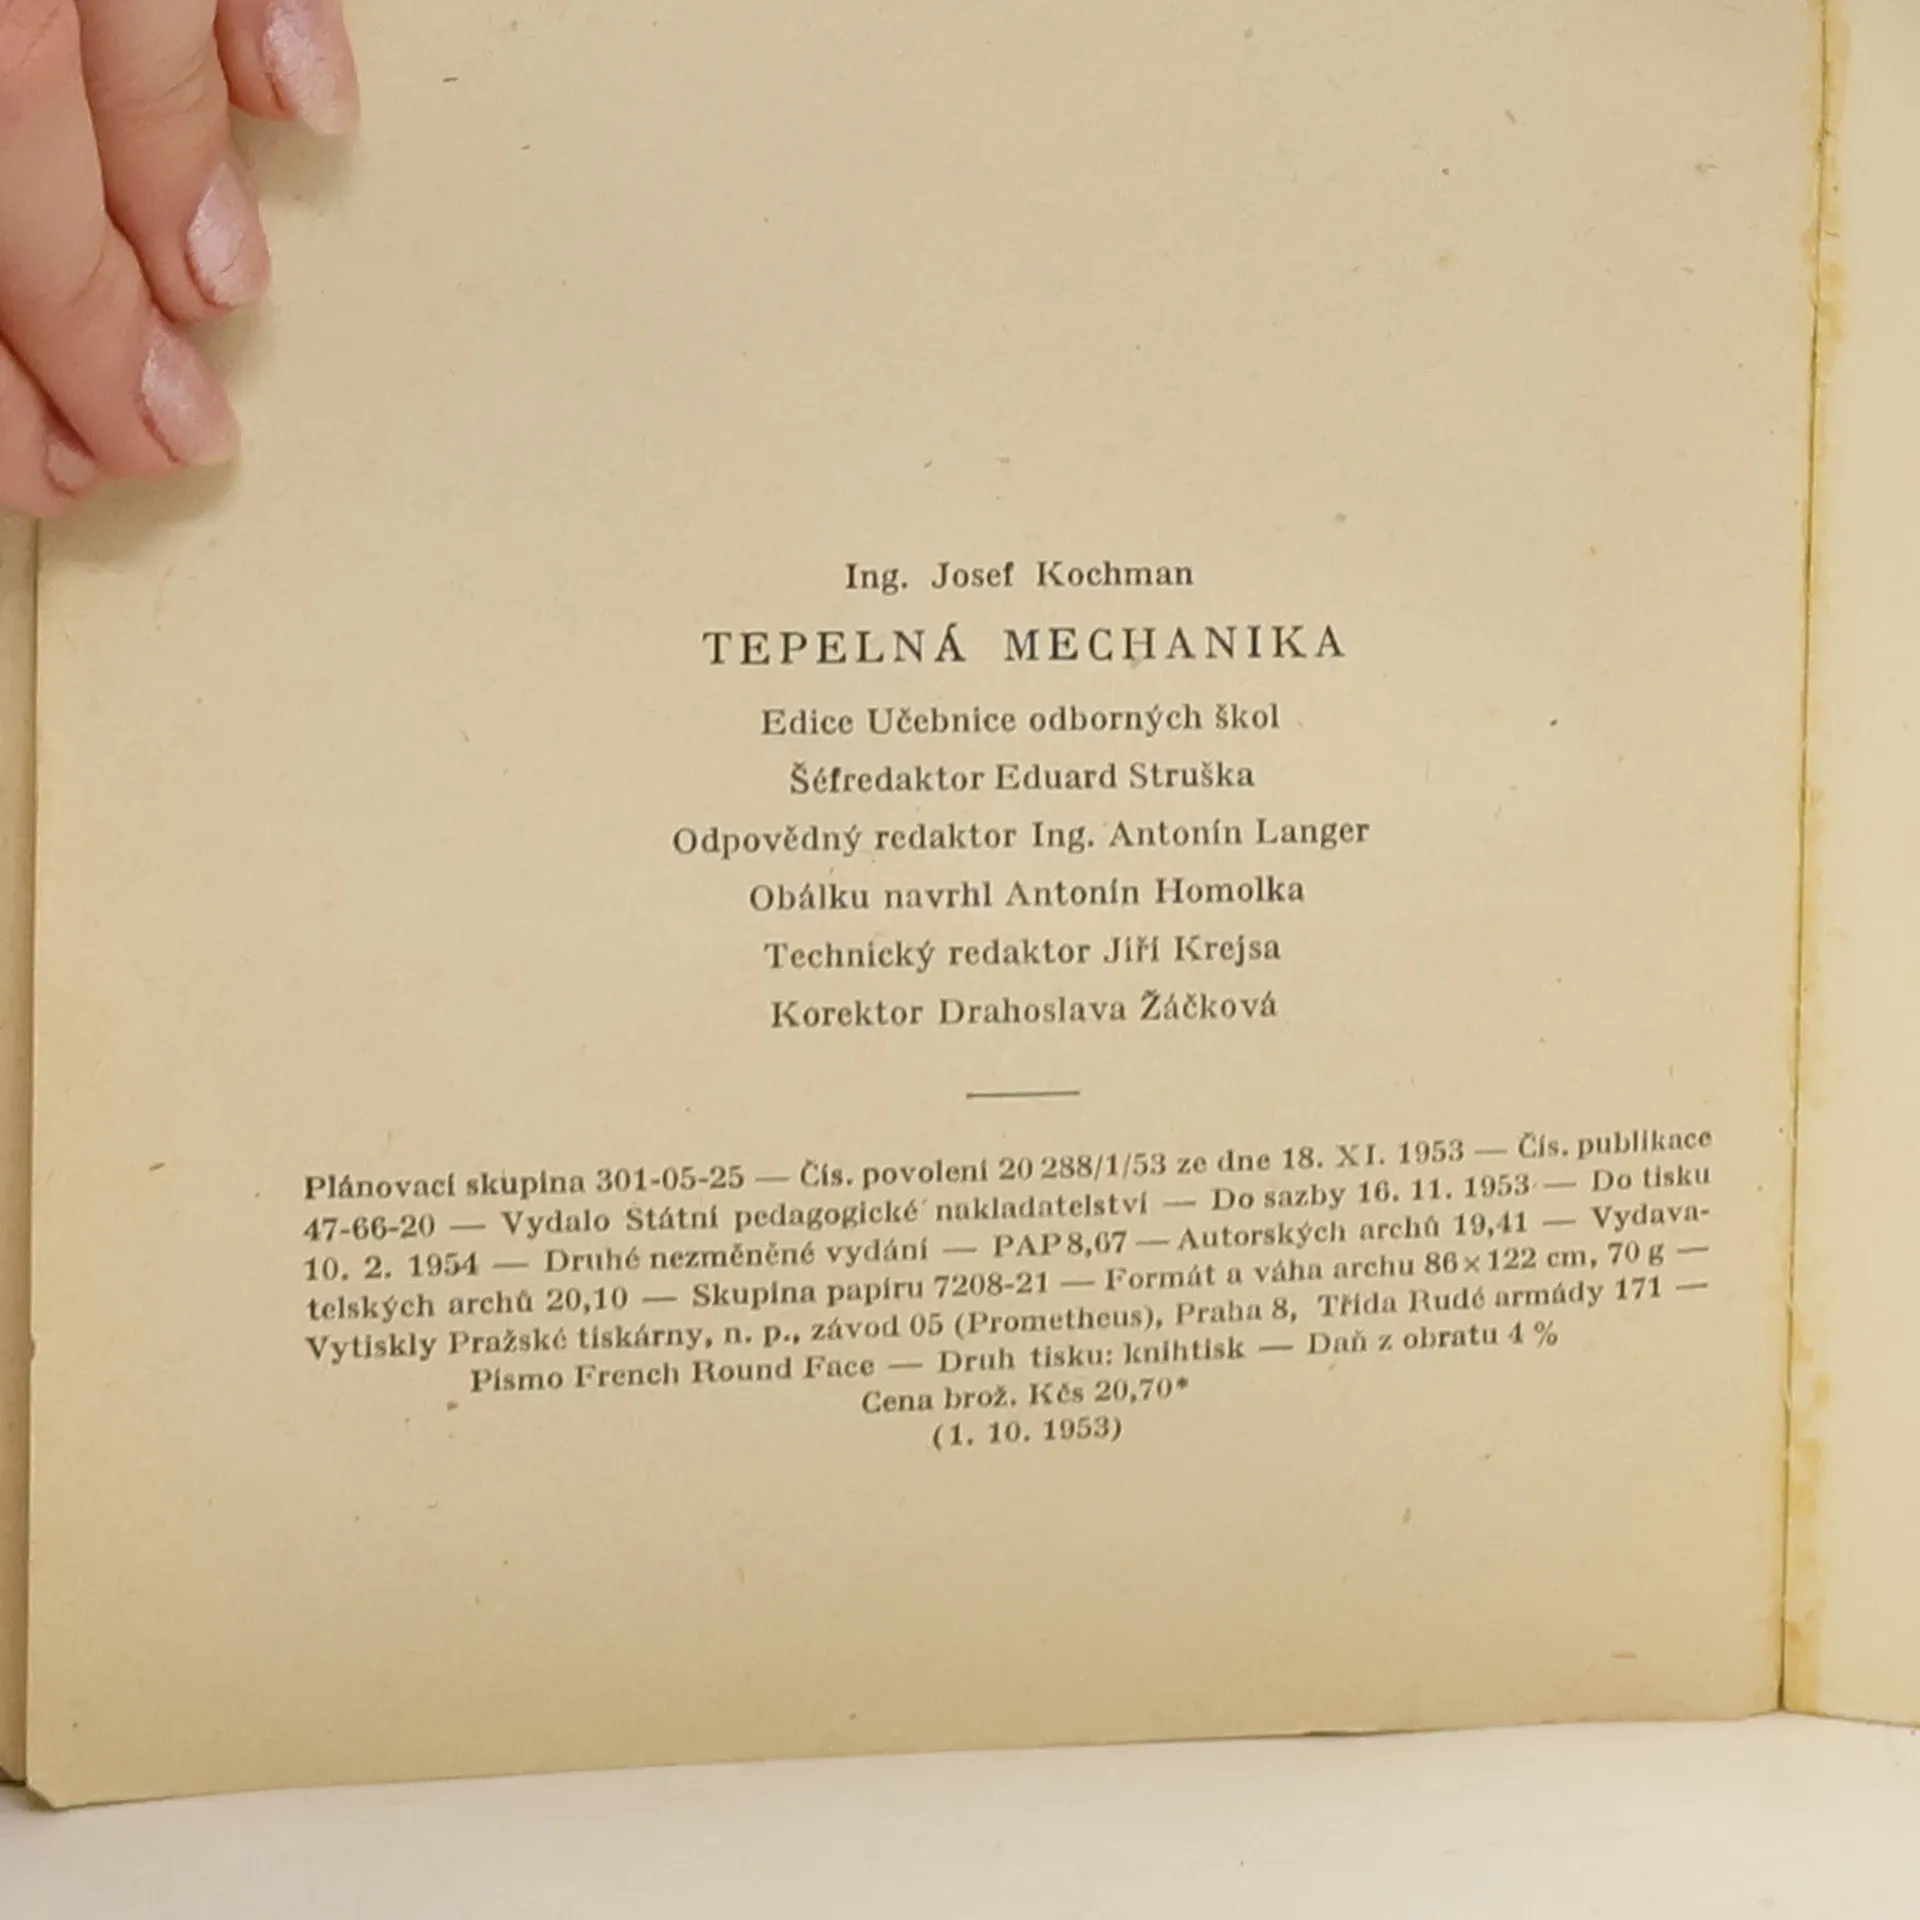 Ing. Josef Kochman
TEPELNÁ MECHANIKA
Edice Učebnice odborných škol
Šéfredaktor Eduard Struška
Odpovědný redaktor Ing. Antonín Langer
Obálku navrhl Antonín Homolka
Technický redaktor Jiří Krejsa
Korektor Drahoslava Žáčková
Plánovací skupina 301-05-25 — Čís. povolení 20 288/1/53 ze dne 18. XI. 1953 — Čís. publikace
47-66-20 — Vydalo Státní pedagogické nakladatelství — Do sazby 16. 11. 1953 — Do tisku
10. 2. 1954 — Druhé nezměněné vydání — PAP 8,67 — Autorských archů 19,41 — Vydava-
telských archů 20,10 — Skupina papíru 7208-21 — Formát a váha archu 86×122 cm, 70 g —
Vytiskly Pražské tiskárny, n. p., závod 05 (Prometheus), Praha 8, Třída Rudé armády 171 —
Písmo French Round Face — Druh tisku: knihtisk — Daň z obratu 4 %
Cena brož. Kčs 20,70*
(1. 10. 1953)